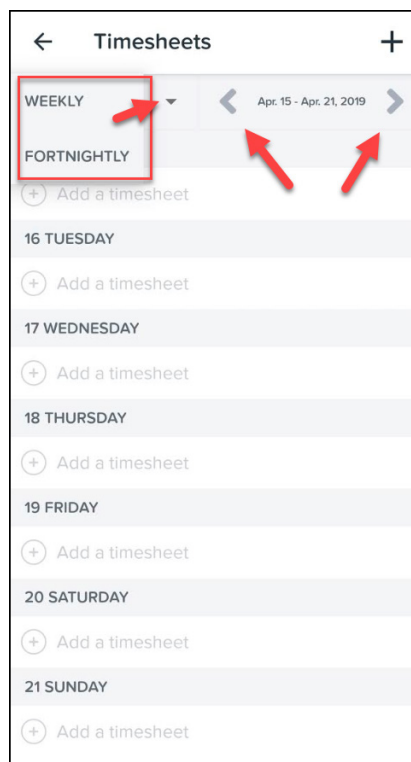 Timesheets
WEEKLY
Apr. 15 - Apr. 21, 2019
FORTNIGHTLY
Add a timesheet
16 TUESDAY
Add a timesheet
17 WEDNESDAY
Add a timesheet
18 THURSDAY
Add a timesheet
19 FRIDAY
Add a timesheet
20 SATURDAY
Add a timesheet
21 SUNDAY
Add a timesheet